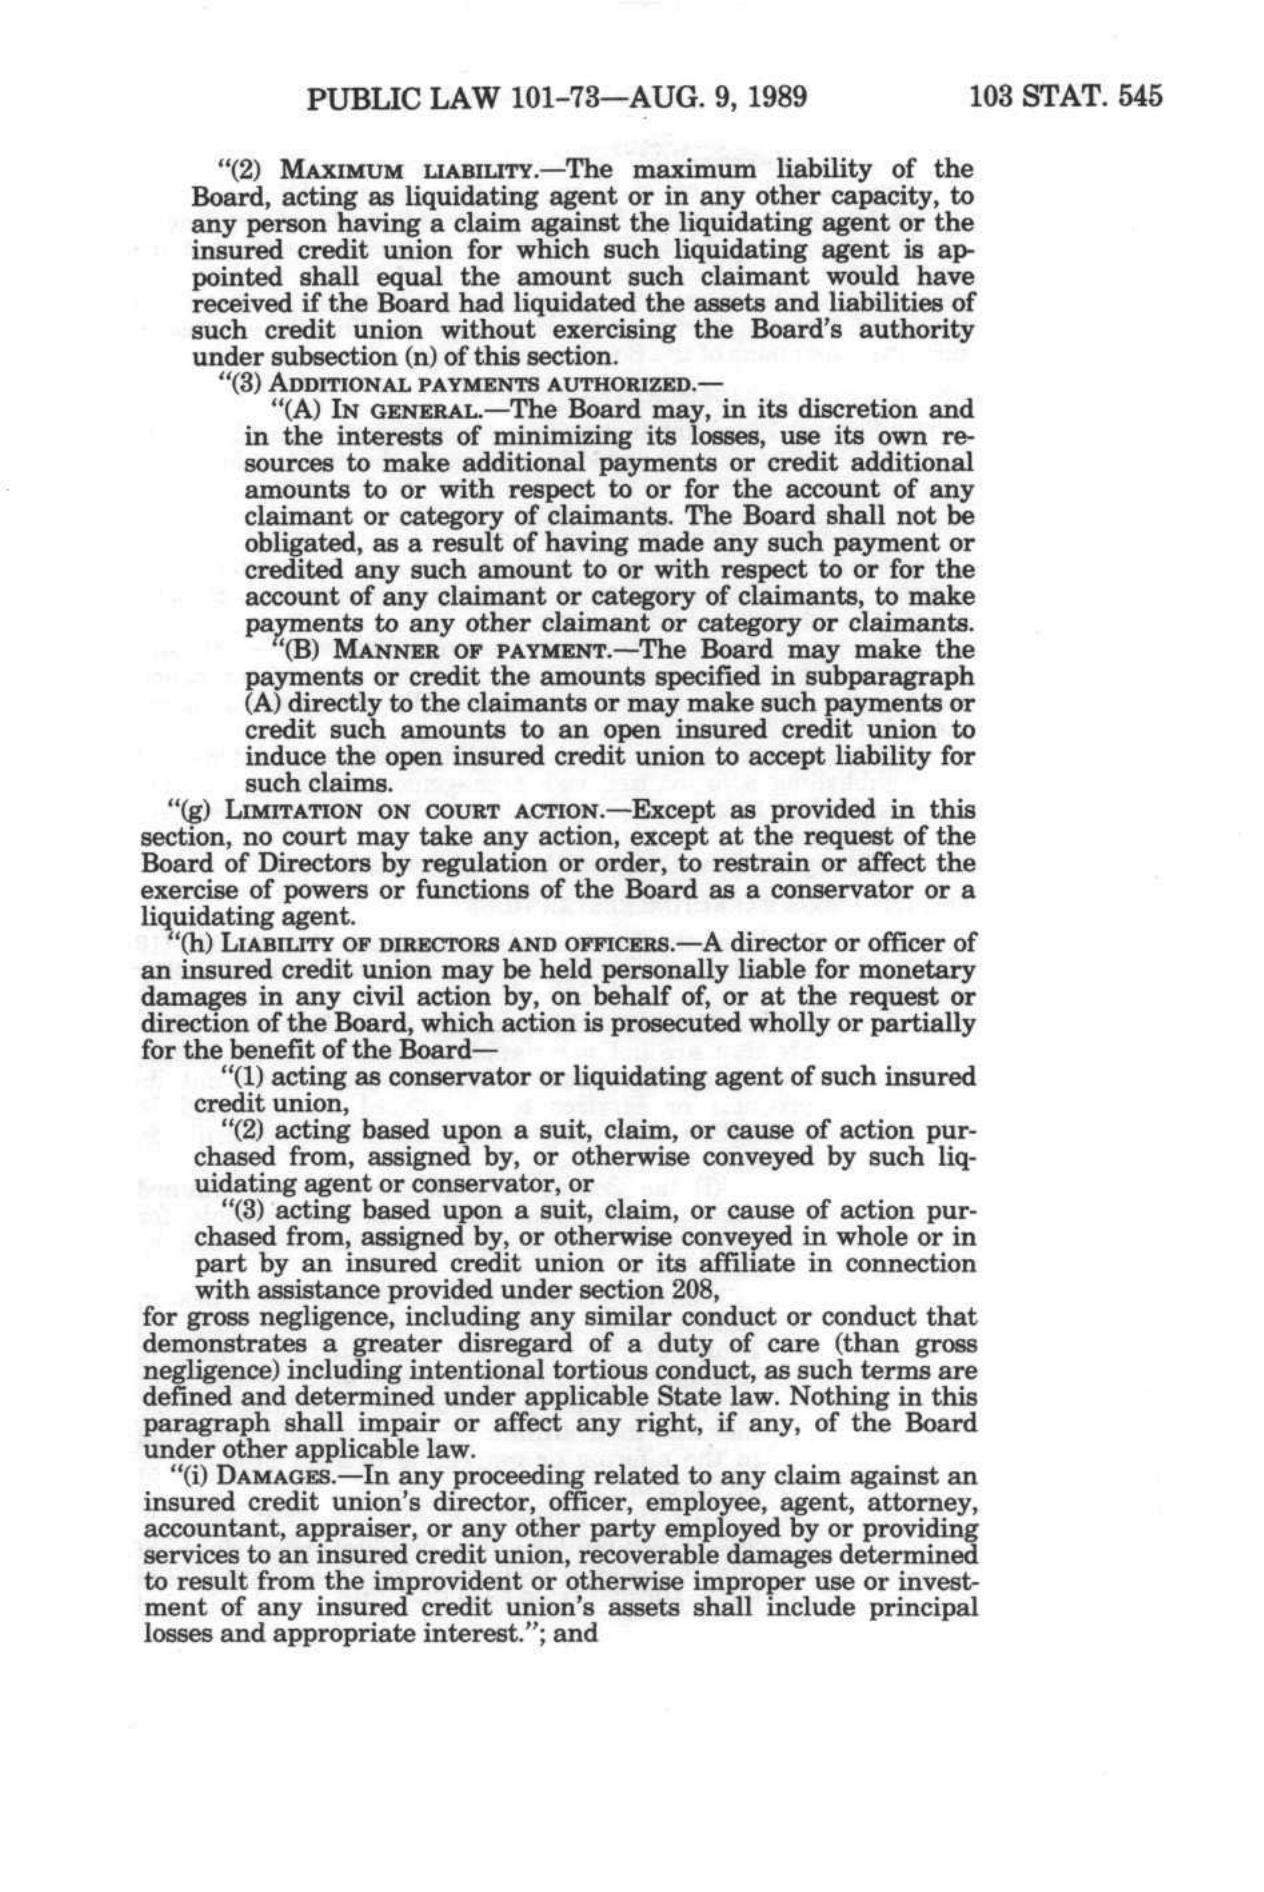 PUBLIC LAW 101-73—AUG. 9, 1989 103 STAT. 545
“(2) MAXIMUM LIABILITY.—The maximum liability of the
Board, acting as liquidating agent or in any other capacity, to
any person having a claim against the liquidating agent or the
insured credit union for which such liquidating agent is ap-
pointed shall equal the amount such claimant would have
received if the Board had liquidated the assets and liabilities of
such credit union without exercising the Board's authority
under subsection (n) of this section.
“(3) ADDITIONAL PAYMENTS AUTHORIZED.—
“(A) IN GENERAL.—The Board may, in its discretion and
in the interests of minimizing its losses, use its own re-
sources to make additional payments or credit additional
amounts to or with respect to or for the account of any
claimant or category of claimants. The Board shall not be
obligated, as a result of having made any such payment or
credited any such amount to or with respect to or for the
account of any claimant or category of claimants, to make
payments to any other claimant or category or claimants.
“(B) MANNER OF PAYMENT.—The Board may make the
payments or credit the amounts specified in subparagraph
(A) directly to the claimants or may make such payments or
credit such amounts to an open insured credit union to
induce the open insured credit union to accept liability for
such claims.
“(g) LIMITATION ON COURT ACTION.—Except as provided in this
section, no court may take any action, except at the request of the
Board of Directors by regulation or order, to restrain or affect the
exercise of powers or functions of the Board as a conservator or a
liquidating agent.
“(h) LIABILITY OF DIRECTORS AND OFFICERS.—A director or officer of
an insured credit union may be held personally liable for monetary
damages in any civil action by, on behalf of, or at the request or
direction of the Board, which action is prosecuted wholly or partially
for the benefit of the Board—
“(1) acting as conservator or liquidating agent of such insured
credit union,
“(2) acting based upon a suit, claim, or cause of action pur-
chased from, assigned by, or otherwise conveyed by such liq-
uidating agent or conservator, or
“(3) acting based upon a suit, claim, or cause of action pur-
chased from, assigned by, or otherwise conveyed in whole or in
part by an insured credit union or its affiliate in connection
with assistance provided under section 208,
for gross negligence, including any similar conduct or conduct that
demonstrates a greater disregard of a duty of care (than gross
negligence) including intentional tortious conduct, as such terms are
defined and determined under applicable State law. Nothing in this
paragraph shall impair or affect any right, if any, of the Board
under other applicable law.
“(i) DAMAGES.—In any proceeding related to any claim against an
insured credit union's director, officer, employee, agent, attorney,
accountant, appraiser, or any other party employed by or providing
services to an insured credit union, recoverable damages determined
to result from the improvident or otherwise improper use or invest-
ment of any insured credit union's assets shall include principal
losses and appropriate interest.”; and